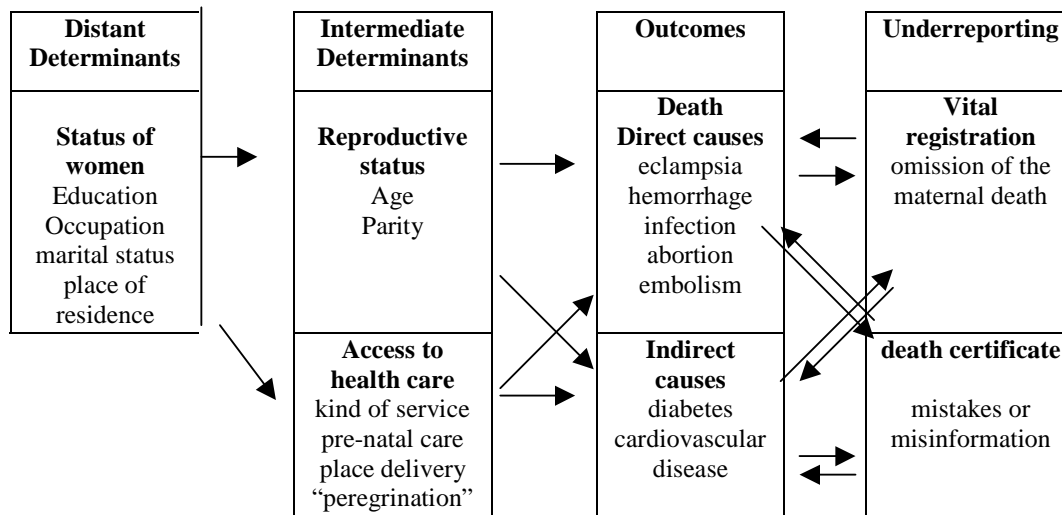 Distant
Determinants
Status of
women
Education
Occupation
marital status
place of
residence
Intermediate
Determinants
Reproductive
status
Age
Parity
Access to
health care
kind of service
pre-natal care
place delivery
“peregrination”
Outcomes
Death
Direct causes
eclampsia
hemorrhage
infection
abortion
embolism
Indirect
causes
diabetes
cardiovascular
disease
Underreporting
Vital
registration
omission of the
maternal death
death certificate
mistakes or
misinformation